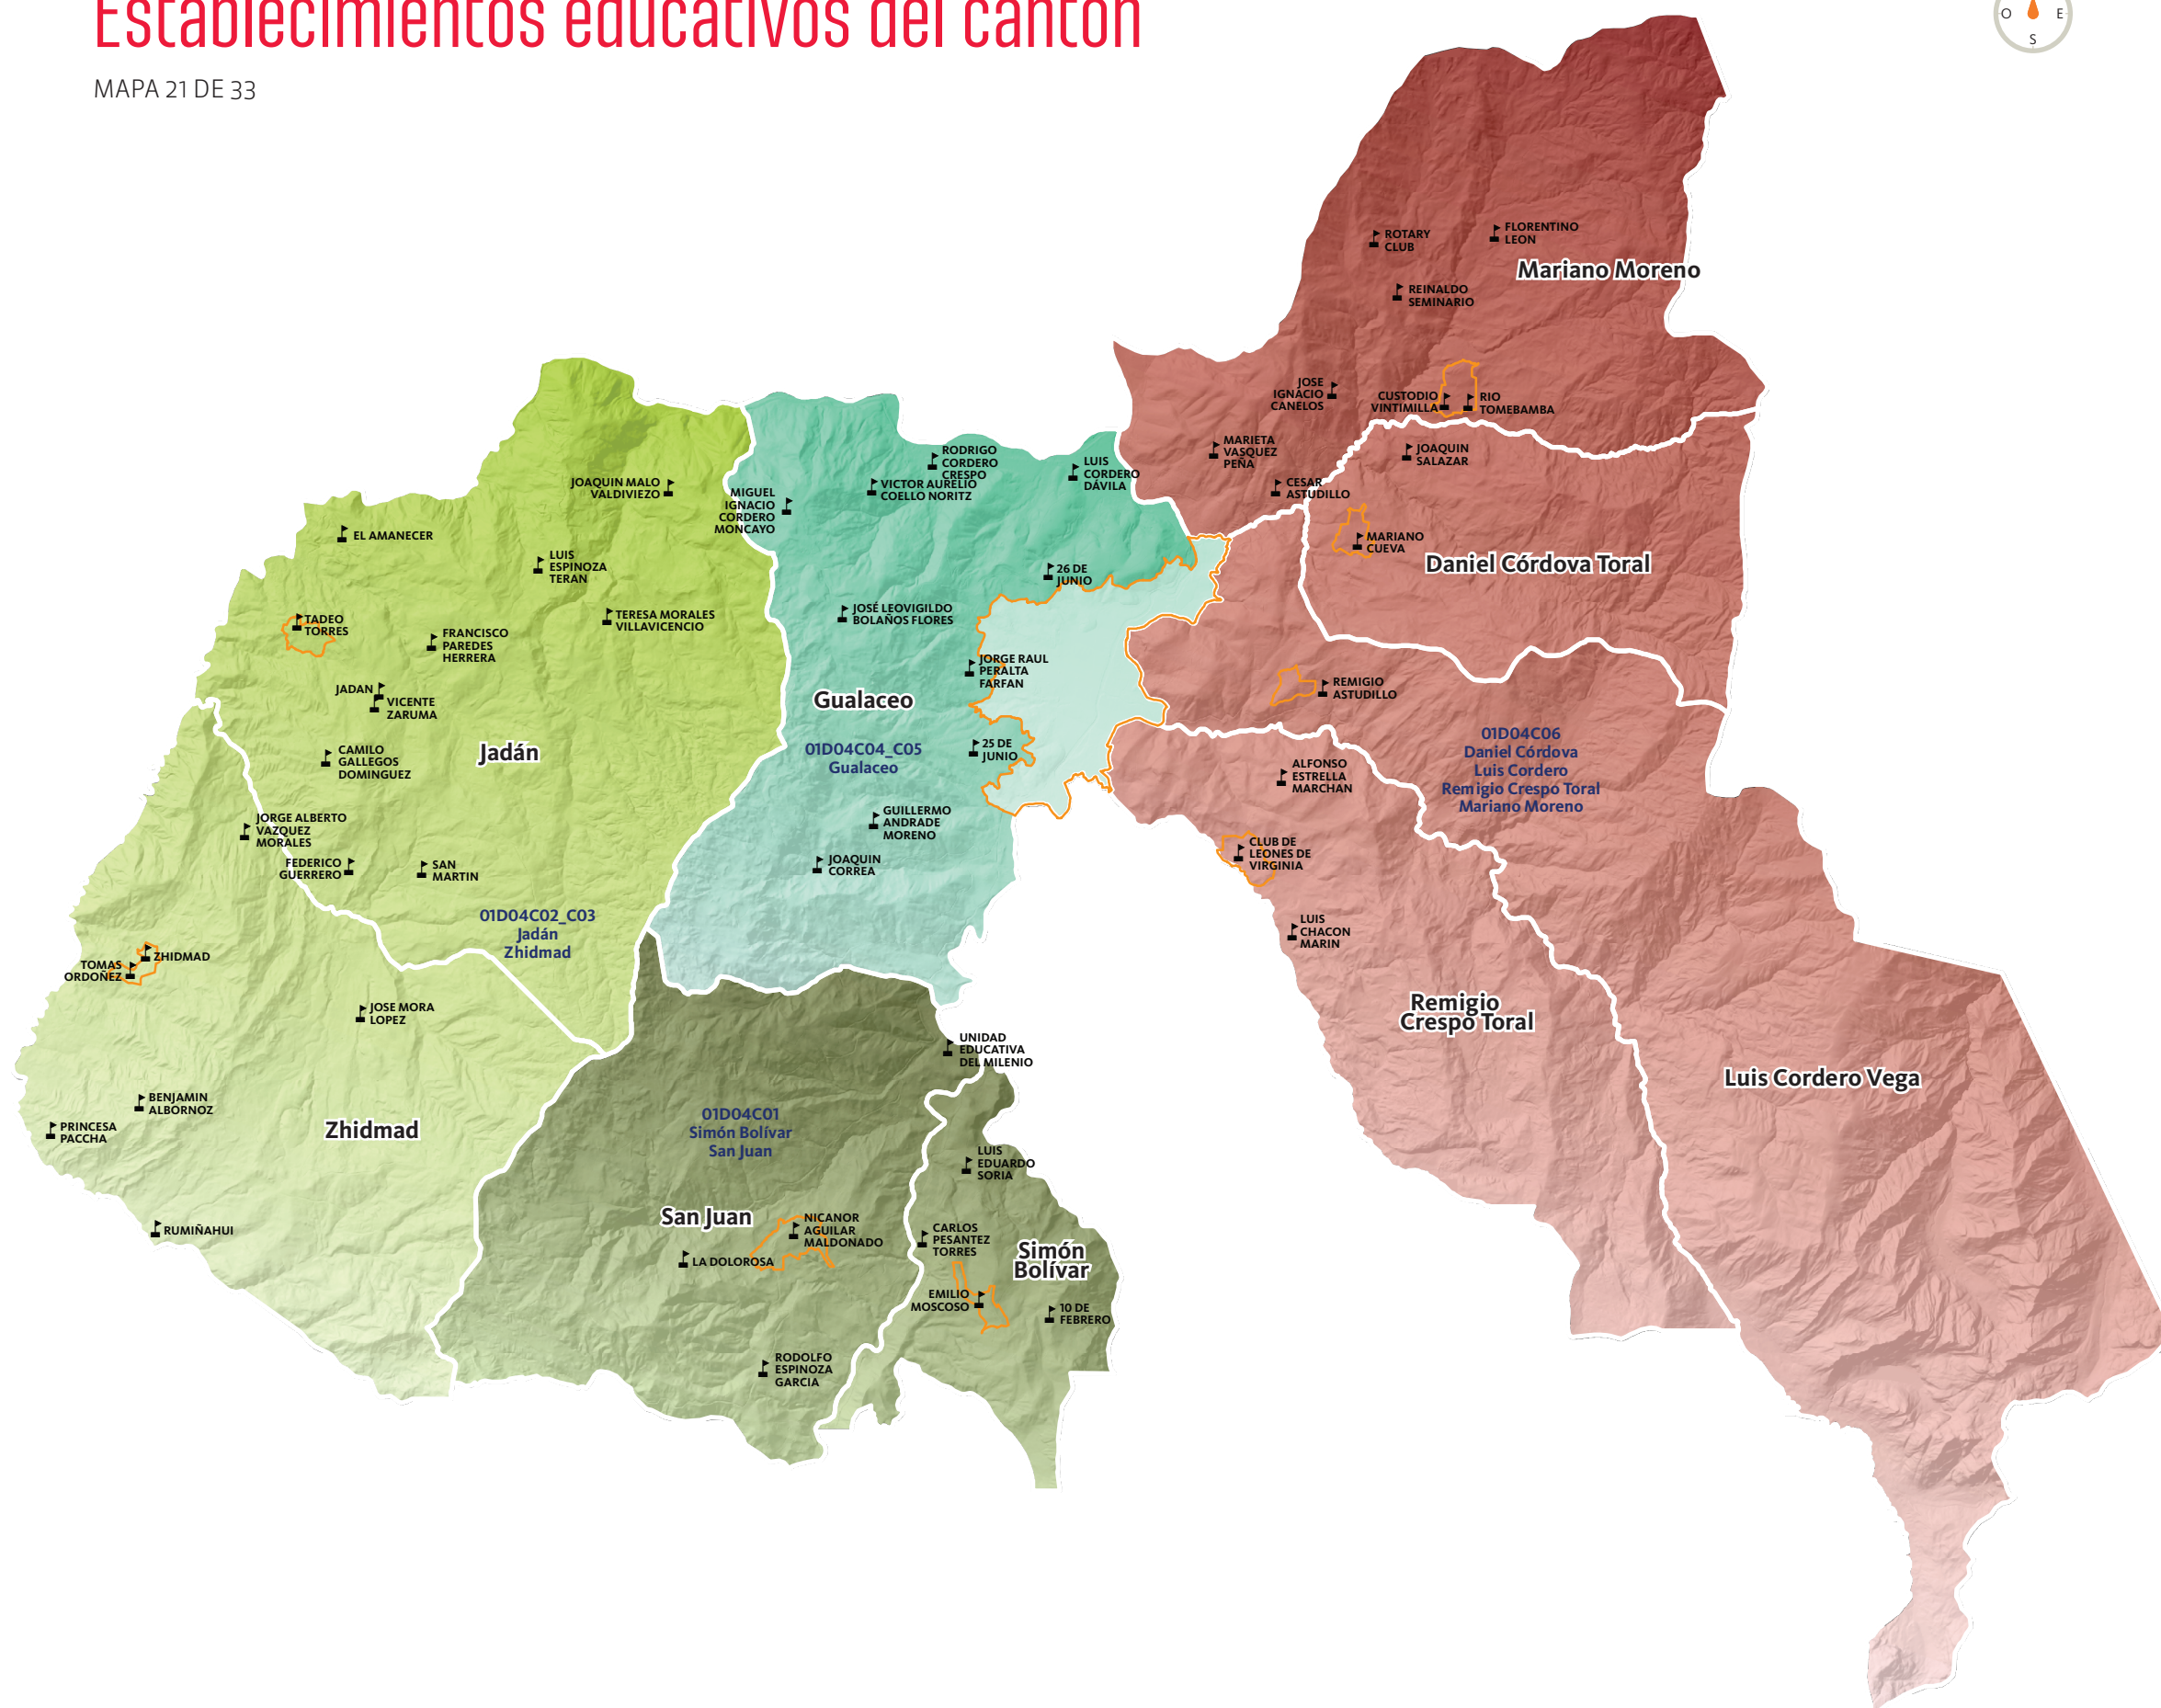 Establecimientos educativos del cantón
MAPA 21 DE 33
O
E
S
ROTARY
CLUB
FLORENTINO
LEON
Mariano Moreno
REINALDO
SEMINARIO
JOSE
IGNACIO
CANELOS
CUSTODIO
VINTIMILLA
RIO
TOMEBAMBA
MARIETA
VASQUEZ
PEÑA
CESAR
ASTUDILLO
JOAQUIN
SALAZAR
MARIANO
CUEVA
Daniel Córdova Toral
REMIGIO
ASTUDILLO
01D04C06
Daniel Córdova
Luis Cordero
Remigio Crespo Toral
Mariano Moreno
ALFONSO
ESTRELLA
MARCHAN
CLUB DE
LEONES DE
VIRGINIA
LUIS
CHACON
MARIN
Remigio
Crespo Toral
Luis Cordero Vega
RODRIGO
CORDERO
CRESPO
VICTOR AURELIO
COELLO NORITZ
LUIS
CORDERO
DÁVILA
MIGUEL
IGNACIO
CORDERO
MONCAYO
26 DE
JUNIO
JOSÉ LEOVIGILDO
BOLAÑOS FLORES
JORGE RAUL
PERALTA
FARFAN
Gualaceo
01D04C04_C05
Gualaceo
25 DE
JUNIO
GUILLERMO
ANDRADE
MORENO
JOAQUIN
CORREA
JOAQUIN MALO
VALDIVIEZO
EL AMANECER
LUIS
ESPINOZA
TERAN
TADEO
TORRES
TERESA MORALES
VILLAVICENCIO
FRANCISCO
PAREDES
HERRERA
JADAN
VICENTE
ZARUMA
Jadán
CAMILO
GALLEGOS
DOMINGUEZ
JORGE ALBERTO
VAZQUEZ
MORALES
FEDERICO
GUERRERO
SAN
MARTIN
01D04C02_C03
Jadán
Zhidmad
ZHIDMAD
TOMAS
ORDOÑEZ
JOSE MORA
LOPEZ
BENJAMIN
ALBORNOZ
PRINCESA
PACCHA
Zhidmad
RUMIÑAHUI
UNIDAD
EDUCATIVA
DEL MILENIO
01D04C01
Simón Bolívar
San Juan
LUIS
EDUARDO
SORIA
San Juan
NICANOR
AGUILAR
MALDONADO
LA DOLOROSA
CARLOS
PESANTEZ
TORRES
Simón
Bolívar
EMILIO
MOSCOSO
10 DE
FEBRERO
RODOLFO
ESPINOZA
GARCIA